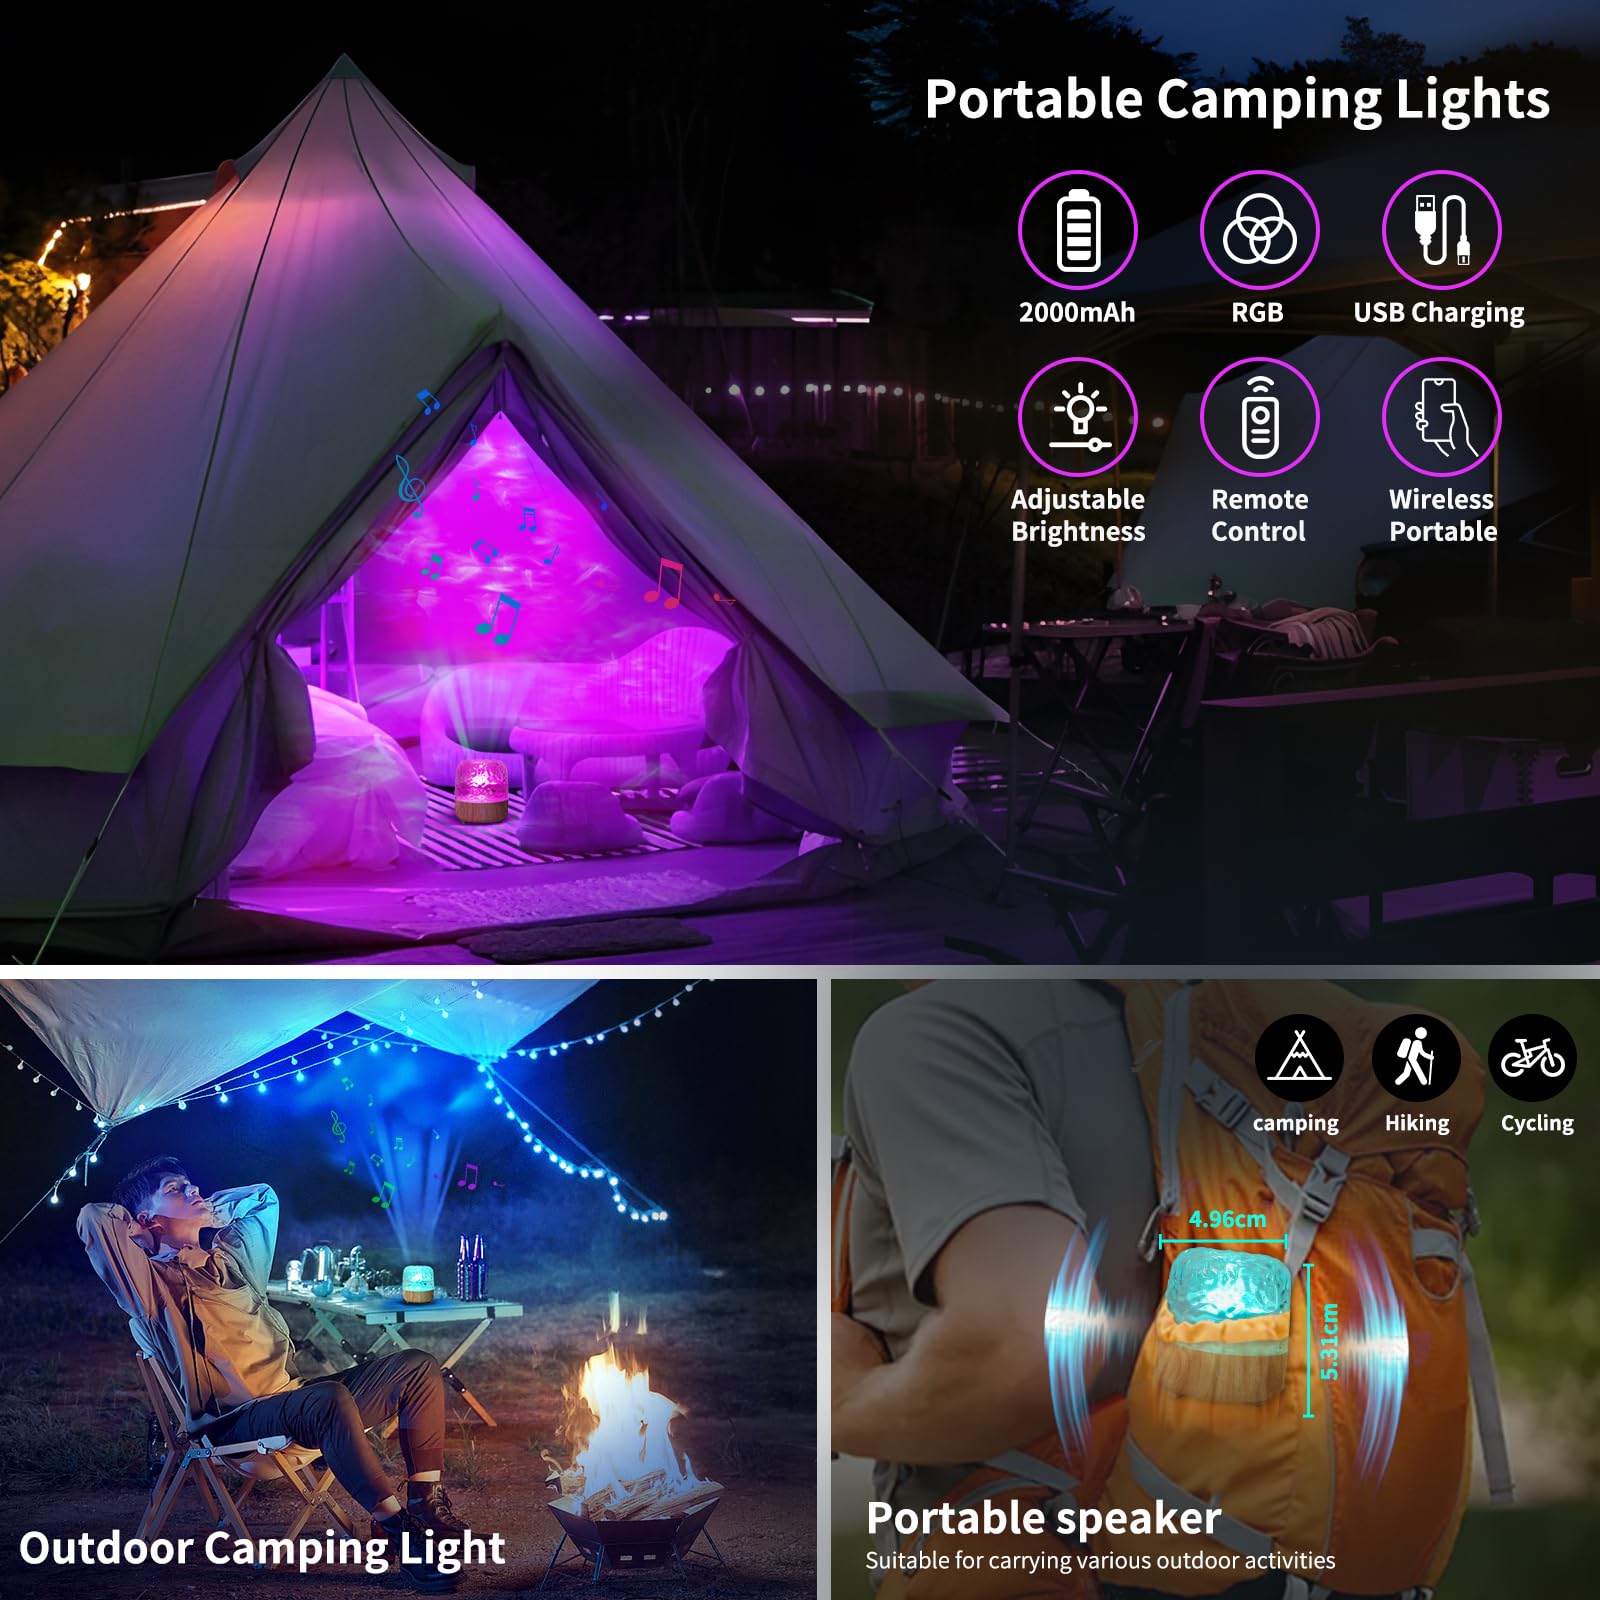 Portable Camping Lights
2000mAh
RGB
USB Charging
Adjustable
Brightness
Remote
Control
Wireless
Portable
Outdoor Camping Light
camping
Hiking
Cycling
4.96cm
5.31cm
Portable speaker
Suitable for carrying various outdoor activities